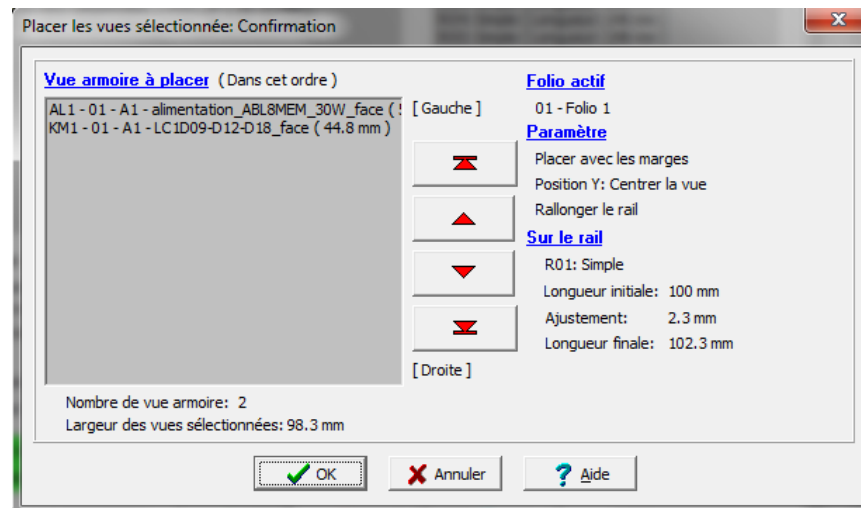 Placer les vues sélectionnée: Confirmation
Vue armoire à placer ( Dans cet ordre )
AL1 - 01 - A1 - alimentation_ABL8MEM_30W_face (
KM1 - 01 - A1 - LC1D09-D12-D18_face ( 44.8 mm )
[ Gauche ]
[ Droite ]
Nombre de vue armoire: 2
Largeur des vues sélectionnées: 98.3 mm
Folio actif
01 - Folio 1
Paramètre
Placer avec les marges
Position Y: Centrer la vue
Rallonger le rail
Sur le rail
R01: Simple
Longueur initiale: 100 mm
Ajustement: 2.3 mm
Longueur finale: 102.3 mm
OK
Annuler
Aide